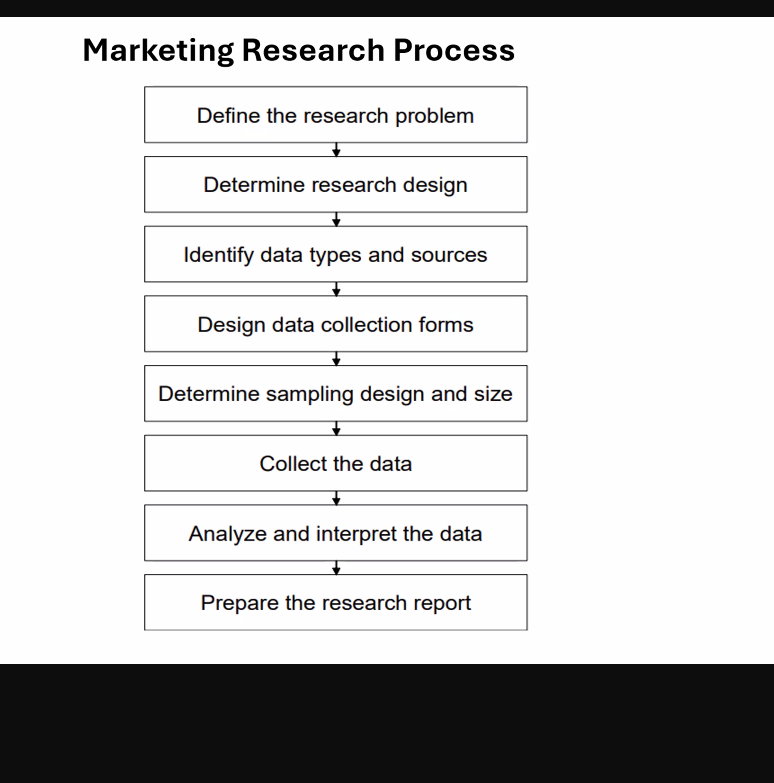 Marketing Research Process
Define the research problem
Determine research design
Identify data types and sources
Design data collection forms
Determine sampling design and size
Collect the data
Analyze and interpret the data
Prepare the research report